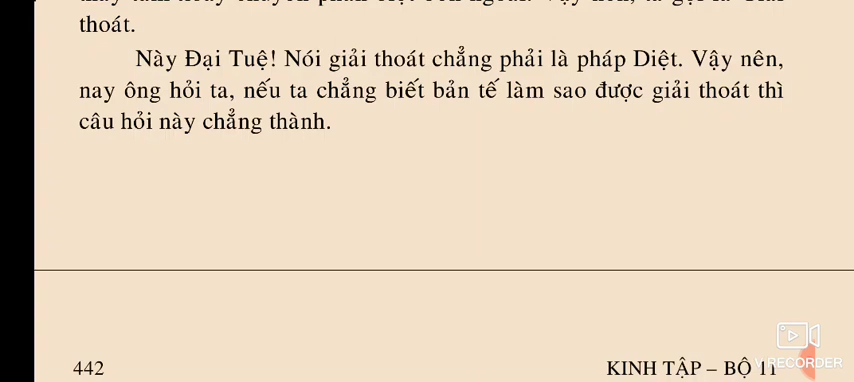 thoát.
Này Đại Tuệ! Nói giải thoát chẳng phải là pháp Diệt. Vậy nên,
nay ông hỏi ta, nếu ta chẳng biết bản tế làm sao được giải thoát thì
câu hỏi này chẳng thành.
442
KINH TẬP – BỘ 11
V RECORDER